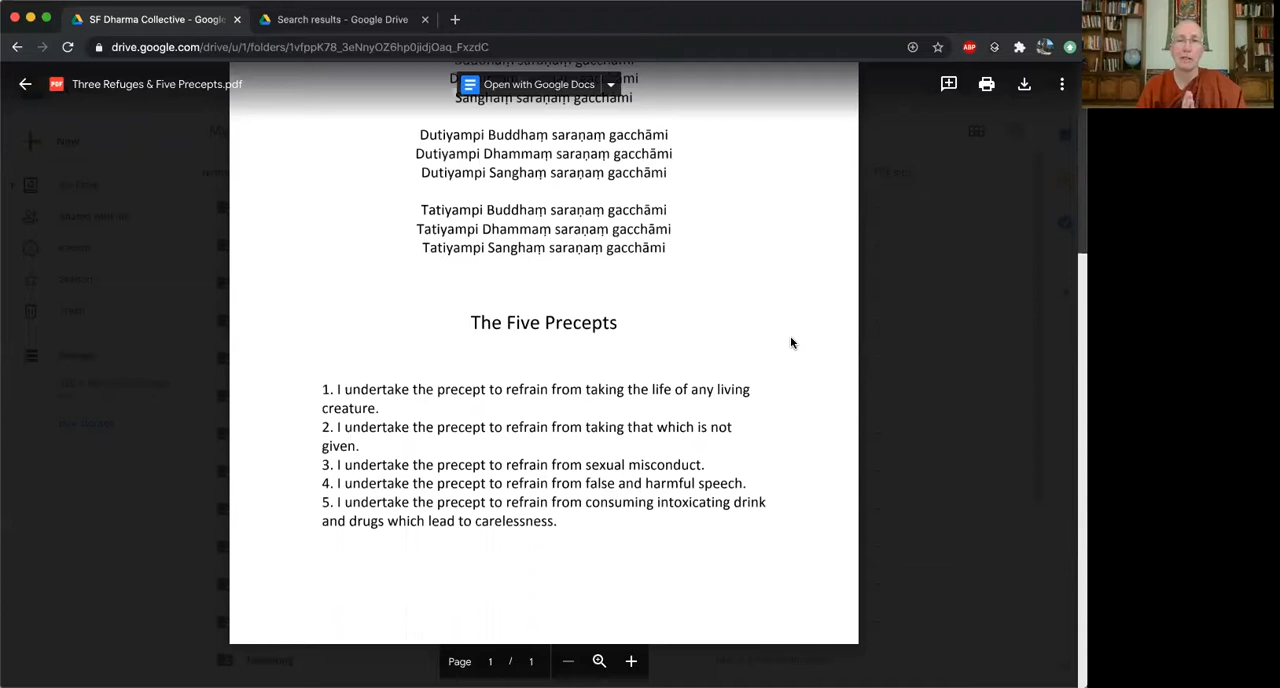 SF Dharma Collective - Google
Search results - Google Drive
drive.google.com/drive/u/1/folders/1vfppK78_3eNnyOZ6hp0jidjOaq_FxzdC
ABP
PDF
Three Refuges & Five Precepts.pdf
Open with Google Docs
Sanghaṃ saraṇaṃ gacchāmi
Dutiyampi Buddhaṃ saraṇaṃ gacchāmi
Dutiyampi Dhammaṃ saraṇaṃ gacchāmi
Dutiyampi Sanghaṃ saraṇaṃ gacchāmi
Tatiyampi Buddhaṃ saraṇaṃ gacchāmi
Tatiyampi Dhammaṃ saraṇaṃ gacchāmi
Tatiyampi Sanghaṃ saraṇaṃ gacchāmi
The Five Precepts
1. I undertake the precept to refrain from taking the life of any living
creature.
2. I undertake the precept to refrain from taking that which is not
given.
3. I undertake the precept to refrain from sexual misconduct.
4. I undertake the precept to refrain from false and harmful speech.
5. I undertake the precept to refrain from consuming intoxicating drink
and drugs which lead to carelessness.
Page 1 / 1